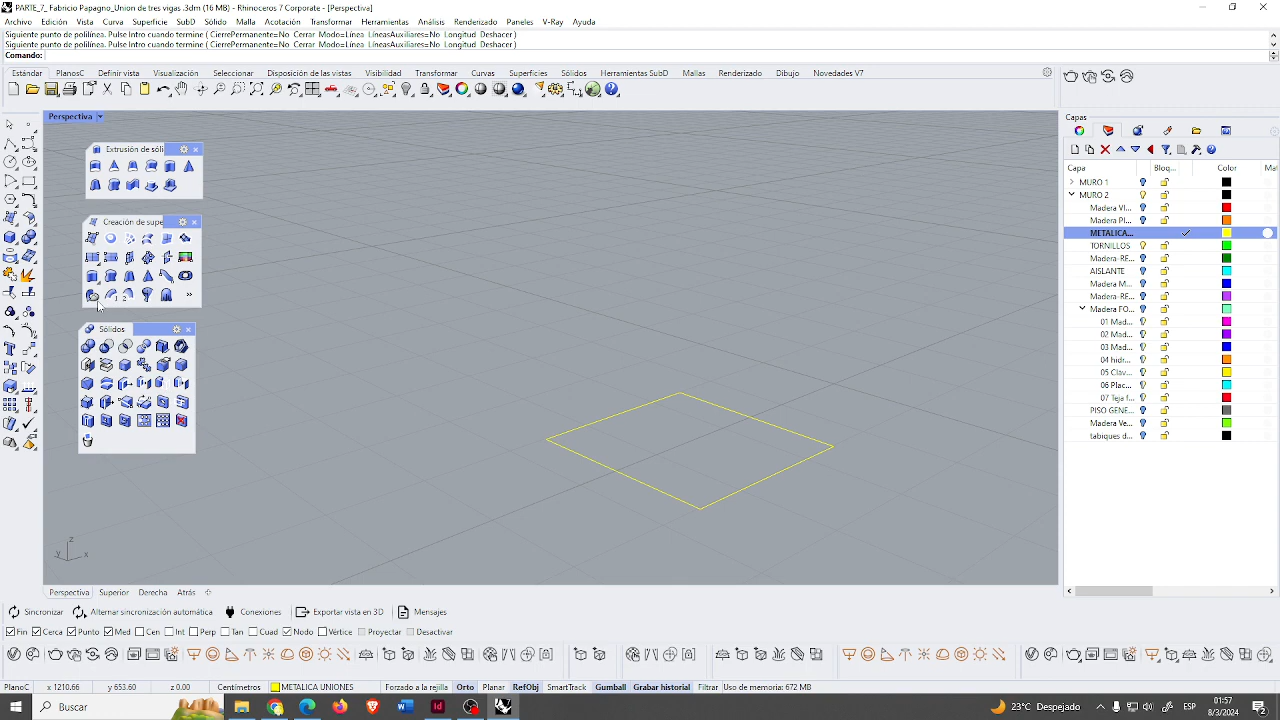 PARTE_7_ Fabricio Papagno_Union de tres vigas .3dm (16 MB) - Rhinoceros 7 Corporate - [Perspectiva]
Archivo Edición Vista Curva Superficie SubD Sólido Malla Acotación Transformar Herramientas Análisis Renderizado Paneles V-Ray Ayuda
Siguiente punto de polilínea. Pulse Intro cuando termine ( CierrePermanente=No Cerrar Modo=Línea LíneasAuxiliares=No Longitud Deshacer )
Siguiente punto de polilínea. Pulse Intro cuando termine ( CierrePermanente=No Cerrar Modo=Línea LíneasAuxiliares=No Longitud Deshacer )
Comando:
Estándar PlanosC Definir vista Visualización Seleccionar Disposición de las vistas Visibilidad Transformar Curvas Superficies Sólidos Herramientas SubD Mallas Renderizado Dibujo Novedades V7
Perspectiva
Capas
Extrusión de sóli
Creación de supe
Sólidos
Capa Bloq... Color Mat
MURO 1
MURO 2
Madera VI...
Madera PI...
METALICA...
TORNILLOS
Madera-RE...
AISLANTE
Madera M...
Madera-RE...
Madera FO...
01 Mad...
02 Mad...
03 Mad...
04 hidr...
05 Clav...
06 Plac...
07 Teja f...
PISO GENE...
Madera Ve...
tabiques d...
z
y x
Perspectiva Superior Derecha Atrás
Sincronizar Alternar sincronización automática Conexiones Exportar vista en 3D Mensajes
Fin Cerca Punto Med Cen Int Perp Tan Cuad Nodo Vértice Proyectar Desactivar
PlanoC x 1210.66 y 653.60 z 0.00 Centímetros METALICA UNIONES Forzado a la rejilla Orto Planar RefObj SmartTrack Gumball Grabar historial Filtrar Uso de memoria: 672 MB
Buscar
23°C Despejado ESP 01:57
8/3/2024